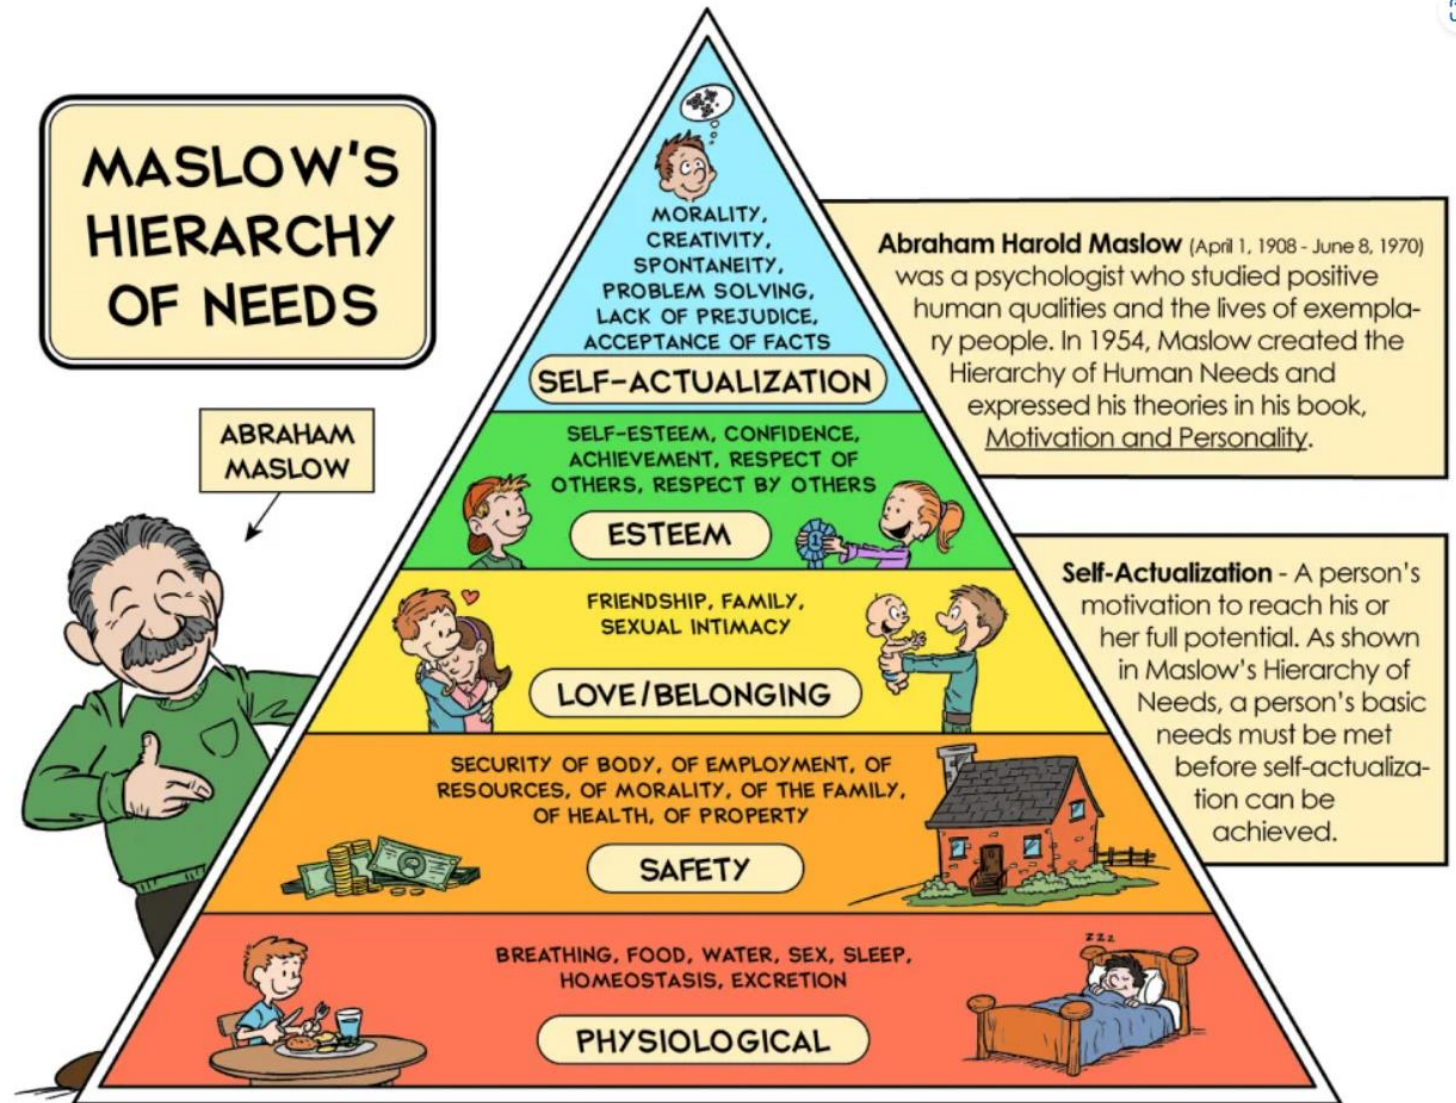 MASLOW'S
HIERARCHY
OF NEEDS
ABRAHAM
MASLOW
MORALITY,
CREATIVITY,
SPONTANEITY,
PROBLEM SOLVING,
LACK OF PREJUDICE,
ACCEPTANCE OF FACTS
SELF-ACTUALIZATION
SELF-ESTEEM, CONFIDENCE,
ACHIEVEMENT, RESPECT OF
OTHERS, RESPECT BY OTHERS
ESTEEM
1
FRIENDSHIP, FAMILY,
SEXUAL INTIMACY
LOVE/BELONGING
SECURITY OF BODY, OF EMPLOYMENT, OF
RESOURCES, OF MORALITY, OF THE FAMILY,
OF HEALTH, OF PROPERTY
SAFETY
BREATHING, FOOD, WATER, SEX, SLEEP,
HOMEOSTASIS, EXCRETION
PHYSIOLOGICAL
zzz
Abraham Harold Maslow (April 1, 1908 - June 8, 1970)
was a psychologist who studied positive
human qualities and the lives of exempla-
ry people. In 1954, Maslow created the
Hierarchy of Human Needs and
expressed his theories in his book,
Motivation and Personality.
Self-Actualization - A person's
motivation to reach his or
her full potential. As shown
in Maslow's Hierarchy of
Needs, a person's basic
needs must be met
before self-actualiza-
tion can be
achieved.